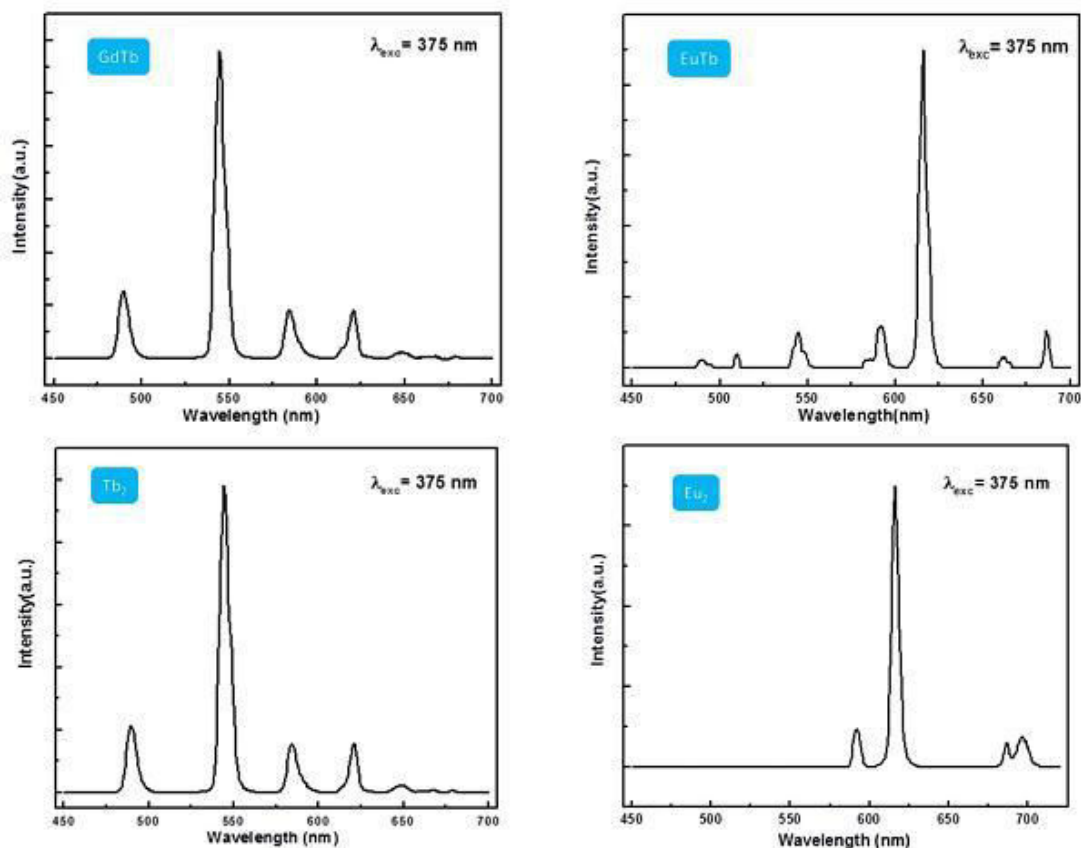 GdTb
λexc= 375 nm
Intensity(a.u.)
450 500 550 600 650 700
Wavelength (nm)
EuTb
λexc= 375 nm
Intensity(a.u.)
450 500 550 600 650 700
Wavelength(nm)
Tb2
λexc= 375 nm
Intensity(a.u.)
450 500 550 600 650 700
Wavelength (nm)
Eu2
λexc= 375 nm
Intensity(a.u.)
450 500 550 600 650 700
Wavelength (nm)